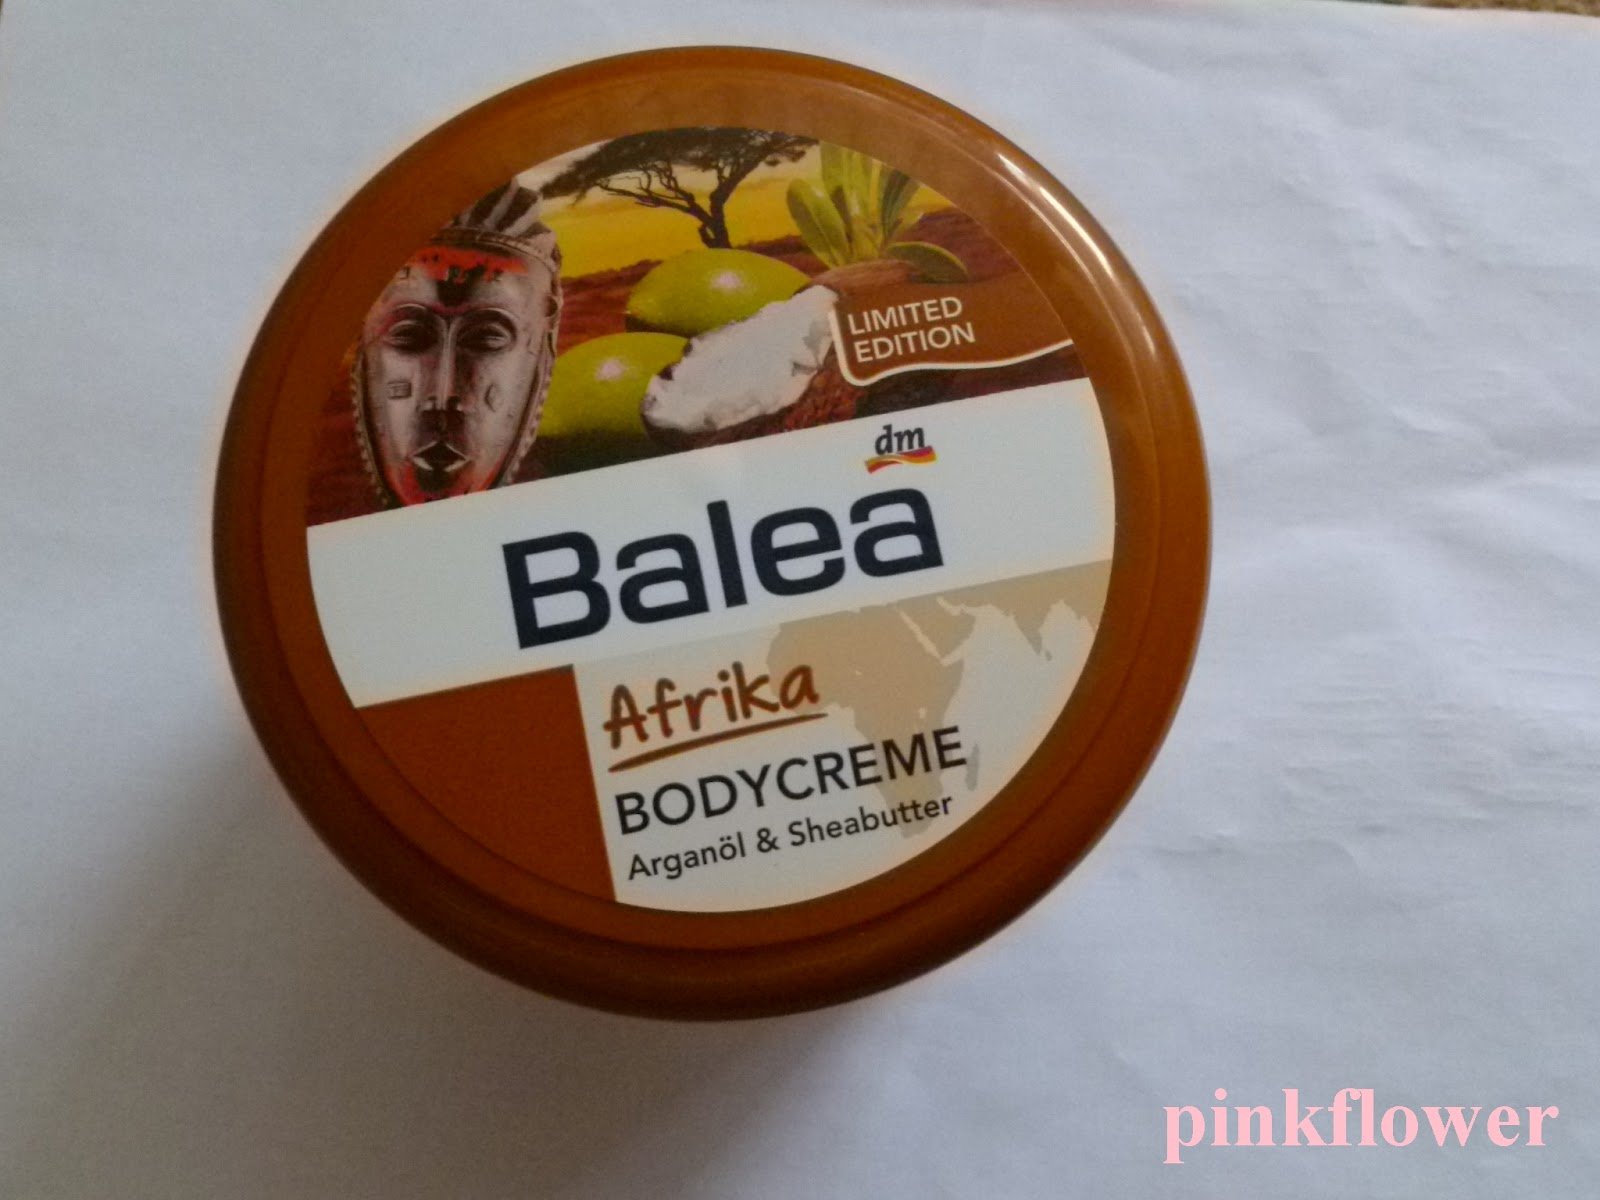 LIMITED
EDITION
dm
Balea
Afrika
BODYCREME
Arganöl & Sheabutter
pinkflower